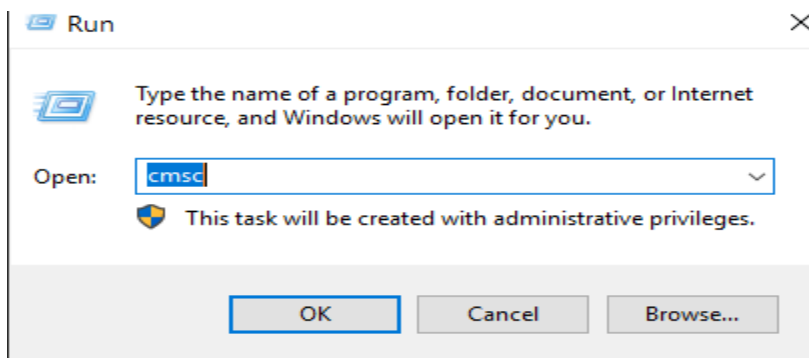 Run
Type the name of a program, folder, document, or Internet
resource, and Windows will open it for you.
Open: cmsc
This task will be created with administrative privileges.
OK Cancel Browse...